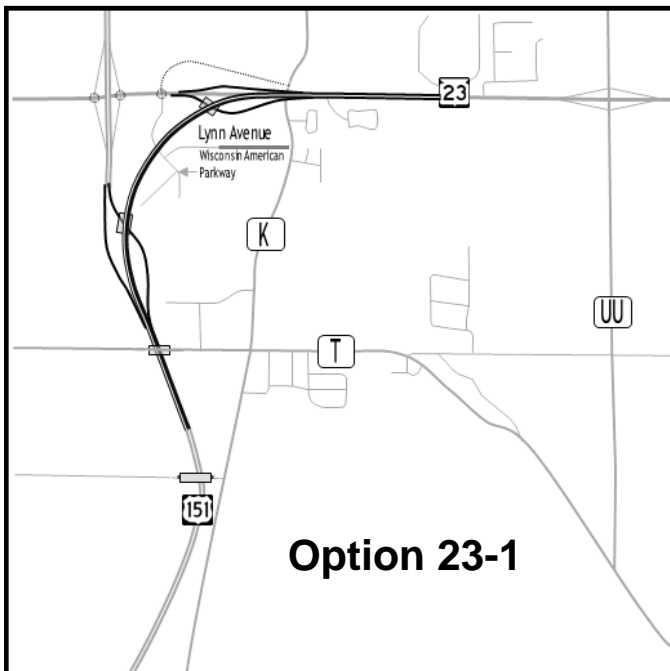 23
Lynn Avenue
Wisconsin American
Parkway
K
UU
T
151
Option 23-1